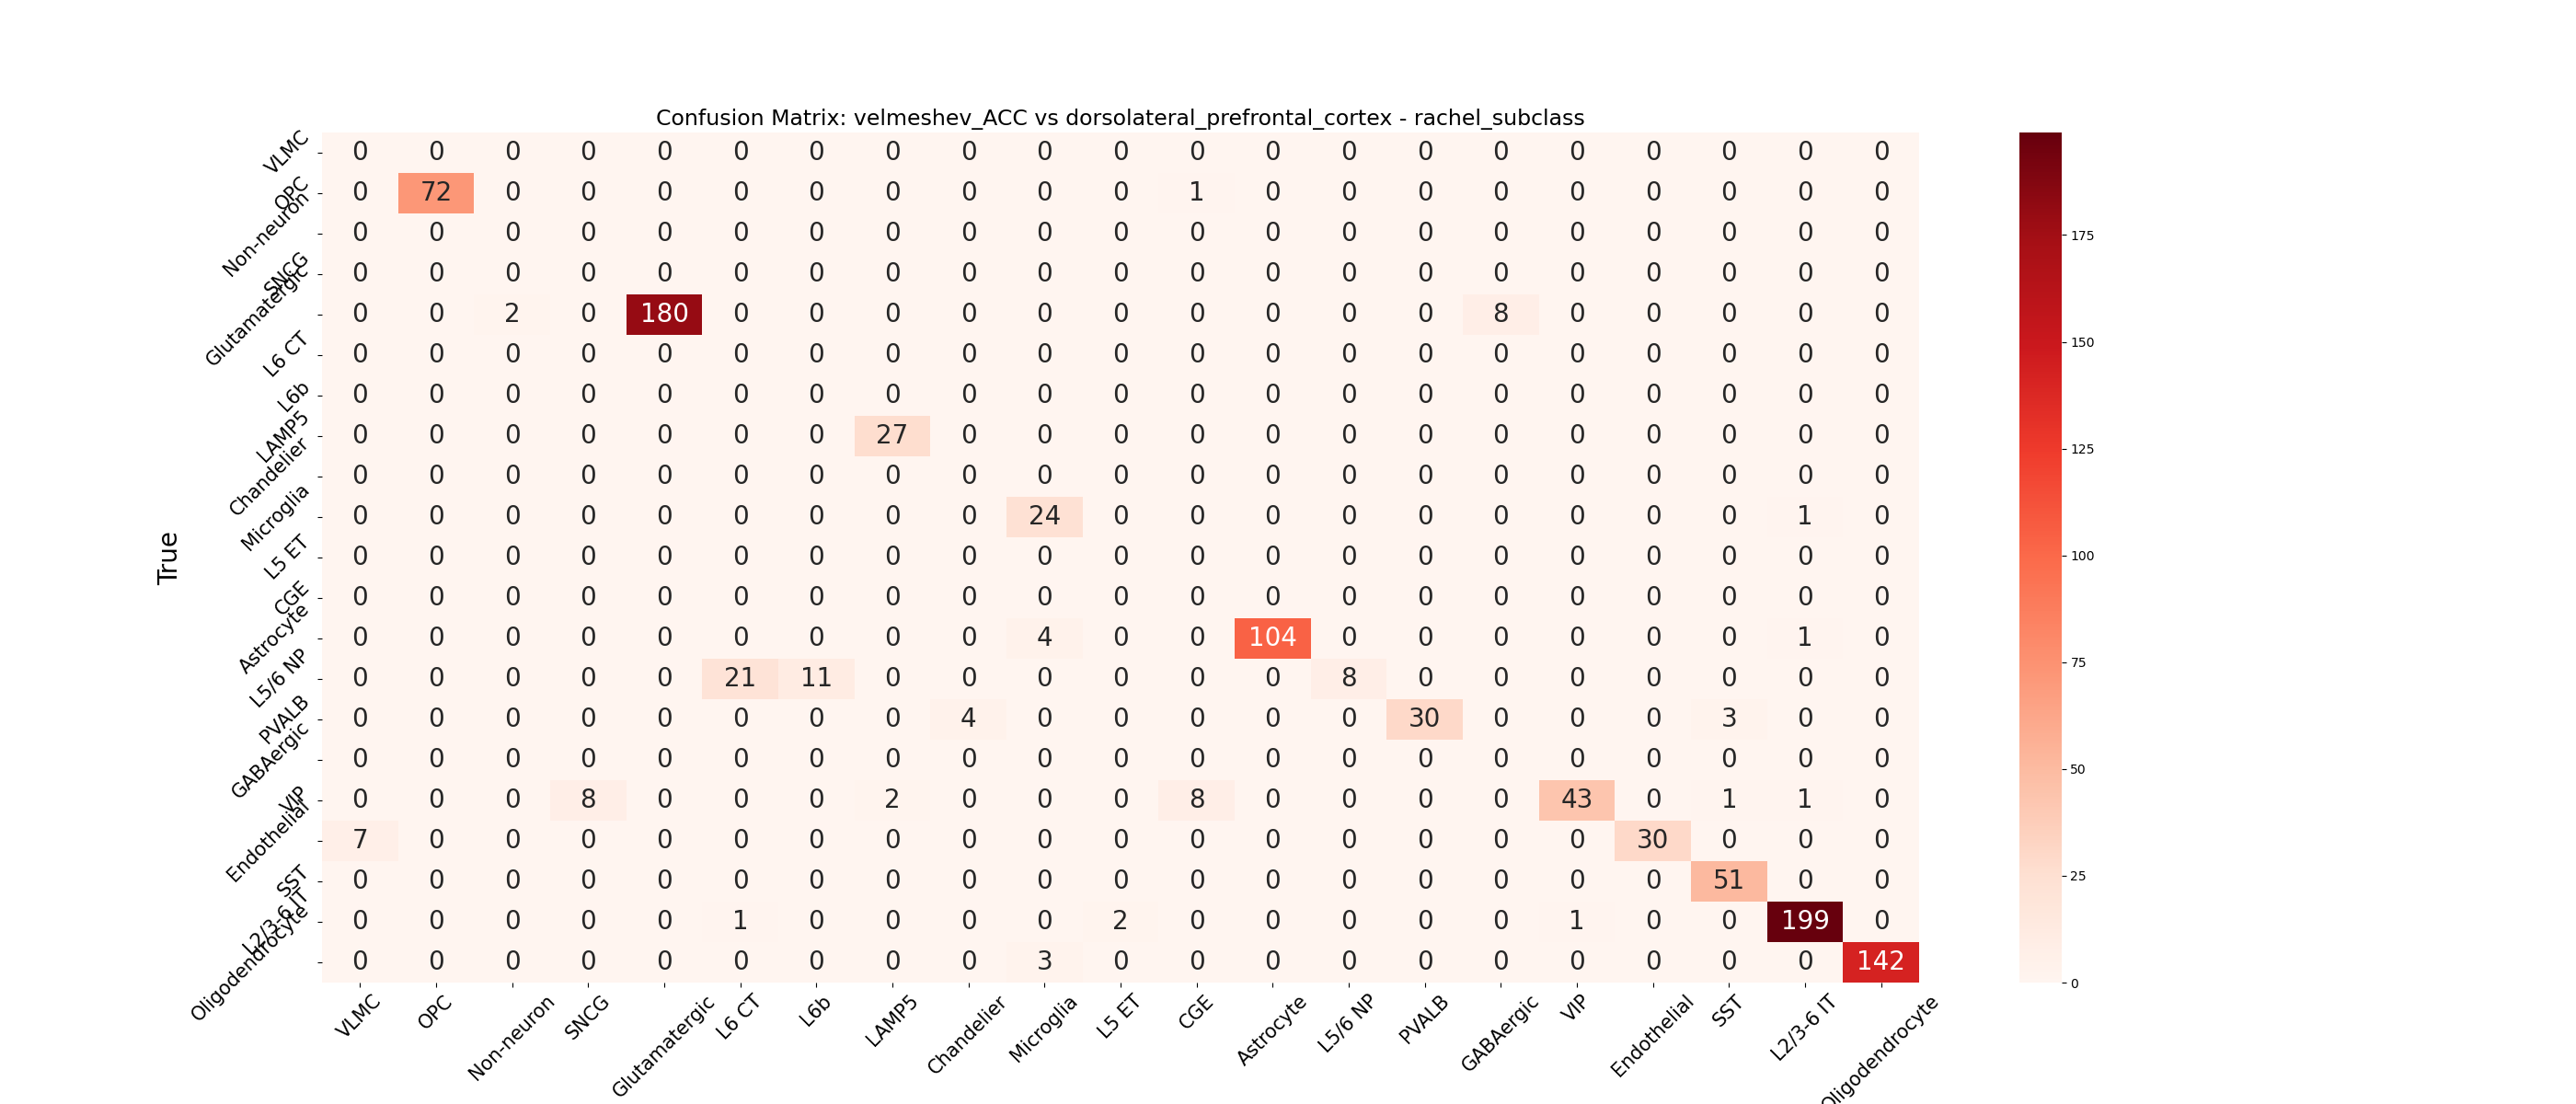 Confusion Matrix: velmeshev_ACC vs dorsolateral_prefrontal_cortex - rachel_subclass
True
VLMC 0 0 0 0 0 0 0 0 0 0 0 0 0 0 0 0 0 0 0 0 0
OPC 0 72 0 0 0 0 0 0 0 0 0 1 0 0 0 0 0 0 0 0 0
Non-neuron 0 0 0 0 0 0 0 0 0 0 0 0 0 0 0 0 0 0 0 0 0
SNCG 0 0 0 0 0 0 0 0 0 0 0 0 0 0 0 0 0 0 0 0 0
Glutamatergic 0 0 2 0 180 0 0 0 0 0 0 0 0 0 0 8 0 0 0 0 0
L6 CT 0 0 0 0 0 0 0 0 0 0 0 0 0 0 0 0 0 0 0 0 0
L6b 0 0 0 0 0 0 0 0 0 0 0 0 0 0 0 0 0 0 0 0 0
LAMP5 0 0 0 0 0 0 0 27 0 0 0 0 0 0 0 0 0 0 0 0 0
Chandelier 0 0 0 0 0 0 0 0 0 0 0 0 0 0 0 0 0 0 0 0 0
Microglia 0 0 0 0 0 0 0 0 0 24 0 0 0 0 0 0 0 0 0 1 0
L5 ET 0 0 0 0 0 0 0 0 0 0 0 0 0 0 0 0 0 0 0 0 0
CGE 0 0 0 0 0 0 0 0 0 0 0 0 0 0 0 0 0 0 0 0 0
Astrocyte 0 0 0 0 0 0 0 0 0 4 0 0 104 0 0 0 0 0 0 1 0
L5/6 NP 0 0 0 0 0 21 11 0 0 0 0 0 0 8 0 0 0 0 0 0 0
PVALB 0 0 0 0 0 0 0 0 4 0 0 0 0 0 30 0 0 0 3 0 0
GABAergic 0 0 0 0 0 0 0 0 0 0 0 0 0 0 0 0 0 0 0 0 0
VIP 0 0 0 8 0 0 0 2 0 0 0 8 0 0 0 0 43 0 1 1 0
Endothelial 7 0 0 0 0 0 0 0 0 0 0 0 0 0 0 0 0 30 0 0 0
SST 0 0 0 0 0 0 0 0 0 0 0 0 0 0 0 0 0 0 51 0 0
L2/3-6 IT 0 0 0 0 0 1 0 0 0 0 2 0 0 0 0 0 1 0 0 199 0
Oligodendrocyte 0 0 0 0 0 0 0 0 0 3 0 0 0 0 0 0 0 0 0 0 142
VLMC OPC Non-neuron SNCG Glutamatergic L6 CT L6b LAMP5 Chandelier Microglia L5 ET CGE Astrocyte L5/6 NP PVALB GABAergic VIP Endothelial SST L2/3-6 IT Oligodendrocyte
175
150
125
100
75
50
25
0